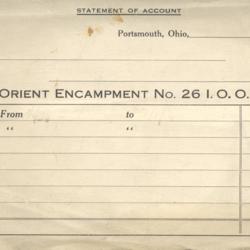 STATEMENT OF ACCOUNT
Portsmouth, Ohio,
ORIENT ENCAMPMENT NO. 26 I. O. O.
From to
“ “